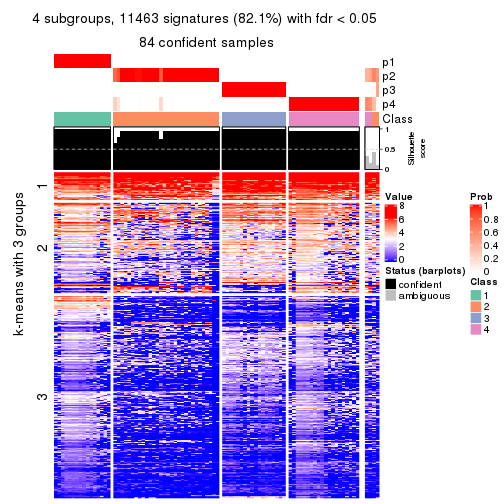 4 subgroups, 11463 signatures (82.1%) with fdr < 0.05
84 confident samples
p1
p2
p3
p4
Class
1
0.5
0
Silhouette
score
k-means with 3 groups
1
2
3
Value
8
6
4
2
0
Status (barplots)
confident
ambiguous
Prob
1
0.8
0.6
0.4
0.2
0
Class
1
2
3
4